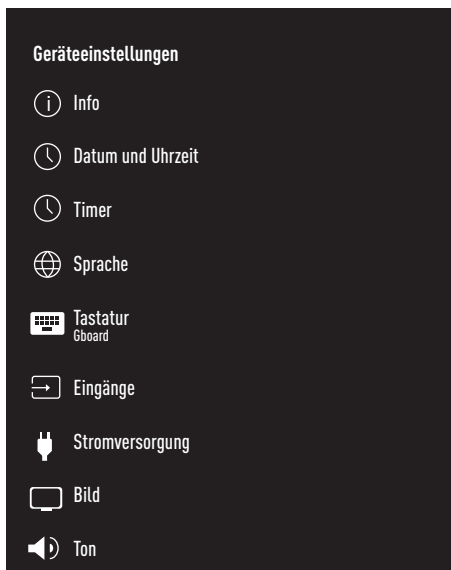 Geräteeinstellungen
Info
Datum und Uhrzeit
Timer
Sprache
Tastatur
Gboard
Eingänge
Stromversorgung
Bild
Ton